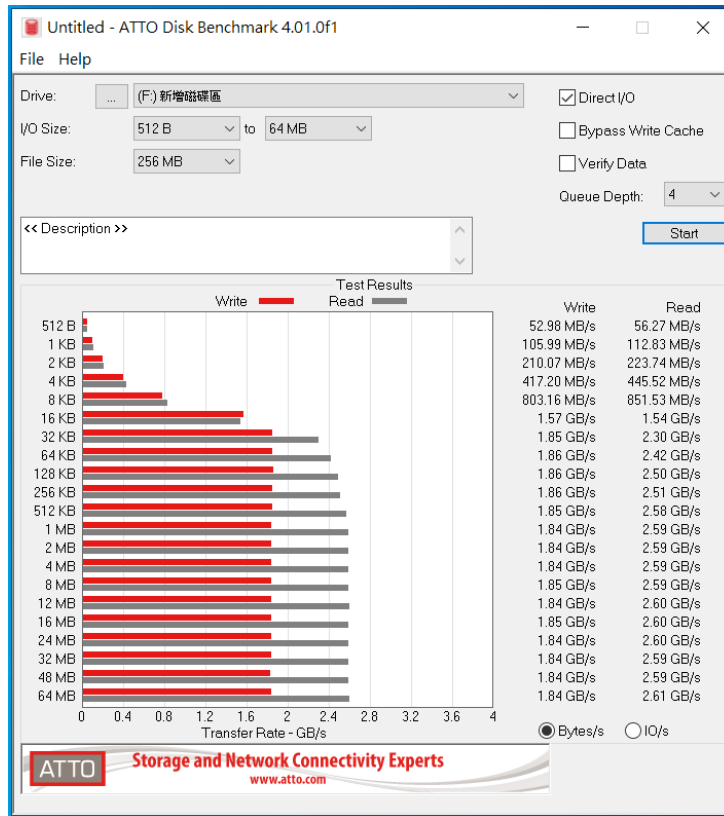 Untitled - ATTO Disk Benchmark 4.01.0f1
File Help
Drive: ... (F:) 新增磁碟區
Direct I/O
I/O Size: 512 B to 64 MB
Bypass Write Cache
File Size: 256 MB
Verify Data
Queue Depth: 4
<< Description >>
Start
Test Results
Write Read
Write Read
512 B 52.98 MB/s 56.27 MB/s
1 KB 105.99 MB/s 112.83 MB/s
2 KB 210.07 MB/s 223.74 MB/s
4 KB 417.20 MB/s 445.52 MB/s
8 KB 803.16 MB/s 851.53 MB/s
16 KB 1.57 GB/s 1.54 GB/s
32 KB 1.85 GB/s 2.30 GB/s
64 KB 1.86 GB/s 2.42 GB/s
128 KB 1.86 GB/s 2.50 GB/s
256 KB 1.86 GB/s 2.51 GB/s
512 KB 1.85 GB/s 2.58 GB/s
1 MB 1.84 GB/s 2.59 GB/s
2 MB 1.84 GB/s 2.59 GB/s
4 MB 1.84 GB/s 2.59 GB/s
8 MB 1.85 GB/s 2.59 GB/s
12 MB 1.84 GB/s 2.60 GB/s
16 MB 1.85 GB/s 2.60 GB/s
24 MB 1.84 GB/s 2.60 GB/s
32 MB 1.84 GB/s 2.59 GB/s
48 MB 1.84 GB/s 2.59 GB/s
64 MB 1.84 GB/s 2.61 GB/s
0 0.4 0.8 1.2 1.6 2 2.4 2.8 3.2 3.6 4
Transfer Rate - GB/s
Bytes/s IO/s
ATTO Storage and Network Connectivity Experts
www.atto.com